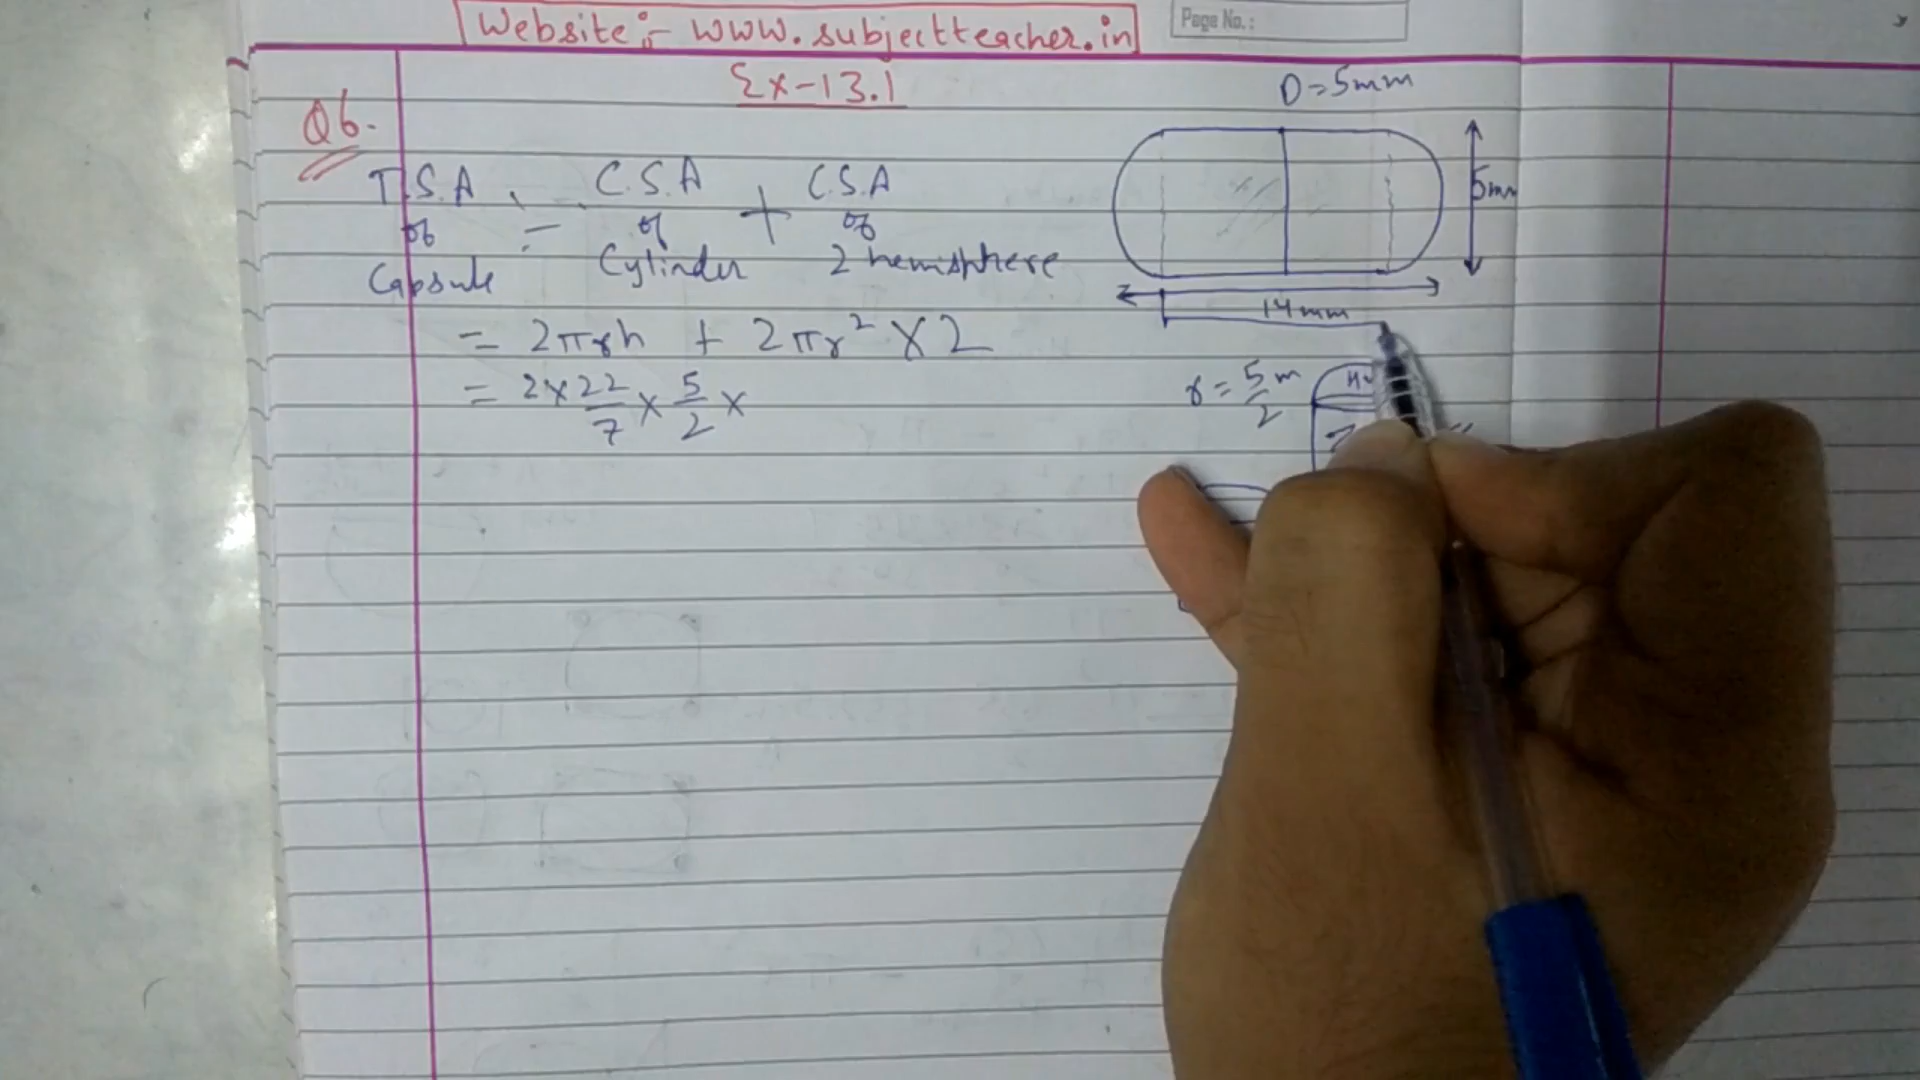 Website :- www.subjectteacher.in
Page No.:
Ex-13.1
D=5mm
Q6.
T.S.A of Capsule = C.S.A of Cylinder + C.S.A of 2 hemisphere
5mm
14mm
= 2πrh + 2πr² × 2
= 2×22/7 × 5/2 ×
r = 5/2 m